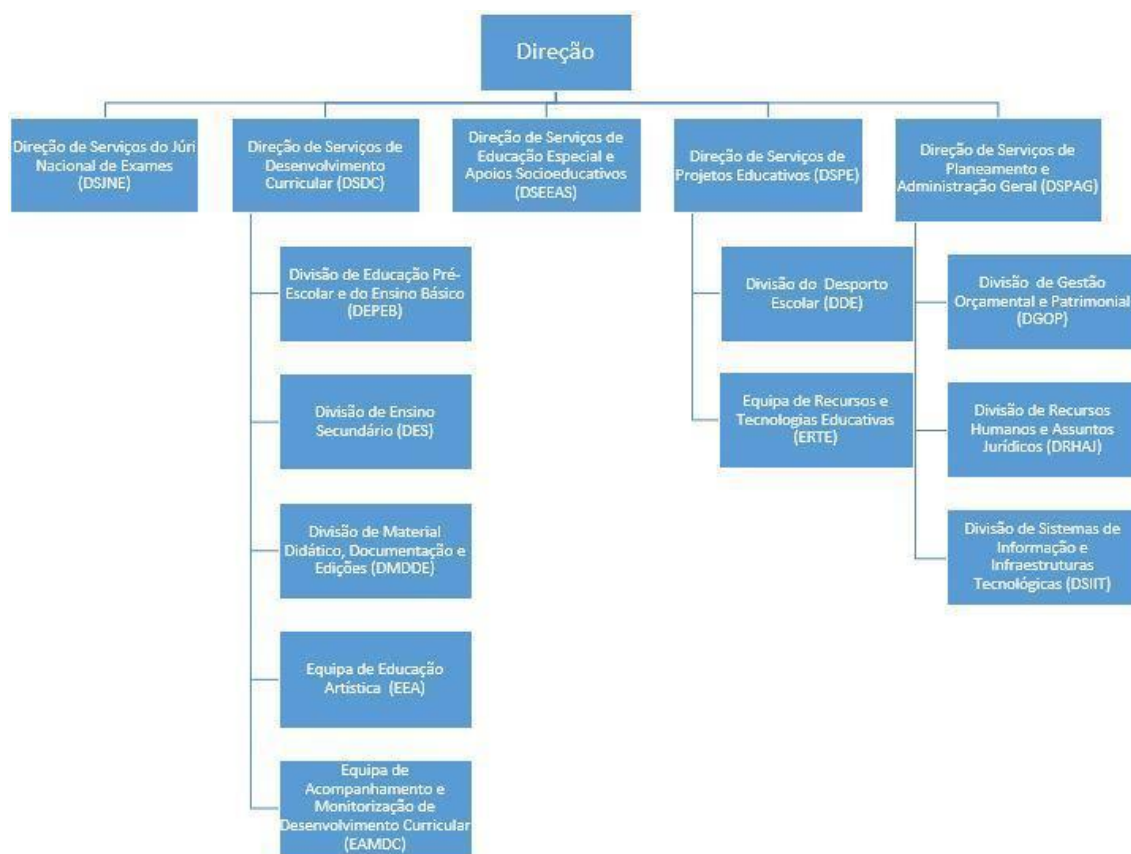 Direção
Direção de Serviços do Júri
Nacional de Exames
(DSJNE)
Direção de Serviços de
Desenvolvimento
Curricular (DSDC)
Direção de Serviços de
Educação Especial e
Apoios Socioeducativos
(DSEEAS)
Direção de Serviços de
Projetos Educativos (DSPE)
Direção de Serviços de
Planeamento e
Administração Geral (DSPAG)
Divisão de Educação Pré-
Escolar e do Ensino Básico
(DEPEB)
Divisão de Ensino
Secundário (DES)
Divisão de Material
Didático, Documentação e
Edições (DMDDE)
Equipa de Educação
Artística (EEA)
Equipa de
Acompanhamento e
Monitorização de
Desenvolvimento Curricular
(EAMDC)
Divisão do Desporto
Escolar (DDE)
Equipa de Recursos e
Tecnologias Educativas
(ERTE)
Divisão de Gestão
Orçamental e Patrimonial
(DGOP)
Divisão de Recursos
Humanos e Assuntos
Jurídicos (DRHAJ)
Divisão de Sistemas de
Informação e
Infraestruturas
Tecnológicas (DSIIT)